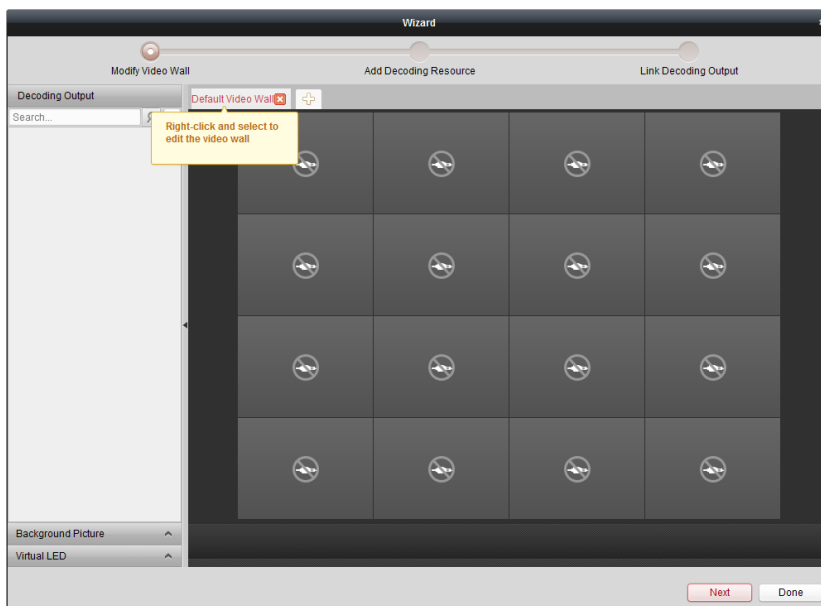 Wizard
Modify Video Wall
Add Decoding Resource
Link Decoding Output
Decoding Output
Default Video Wall
Search...
Right-click and select to
edit the video wall
Background Picture
Virtual LED
Next
Done